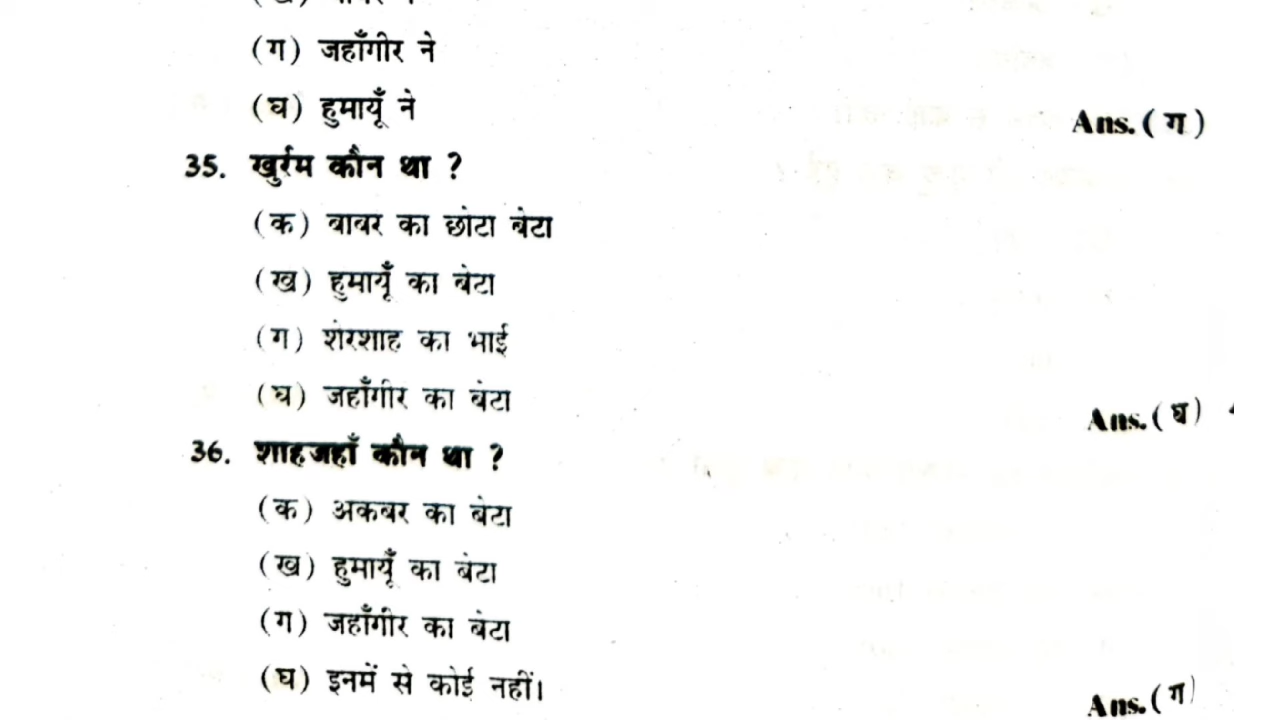 (ग) जहाँगीर ने
(घ) हुमायूँ ने
Ans. (ग)
35. खुर्रम कौन था ?
(क) बाबर का छोटा बेटा
(ख) हुमायूँ का बेटा
(ग) शेरशाह का भाई
(घ) जहाँगीर का बेटा
Ans. (घ)
36. शाहजहाँ कौन था ?
(क) अकबर का बेटा
(ख) हुमायूँ का बेटा
(ग) जहाँगीर का बेटा
(घ) इनमें से कोई नहीं।
Ans. (ग)